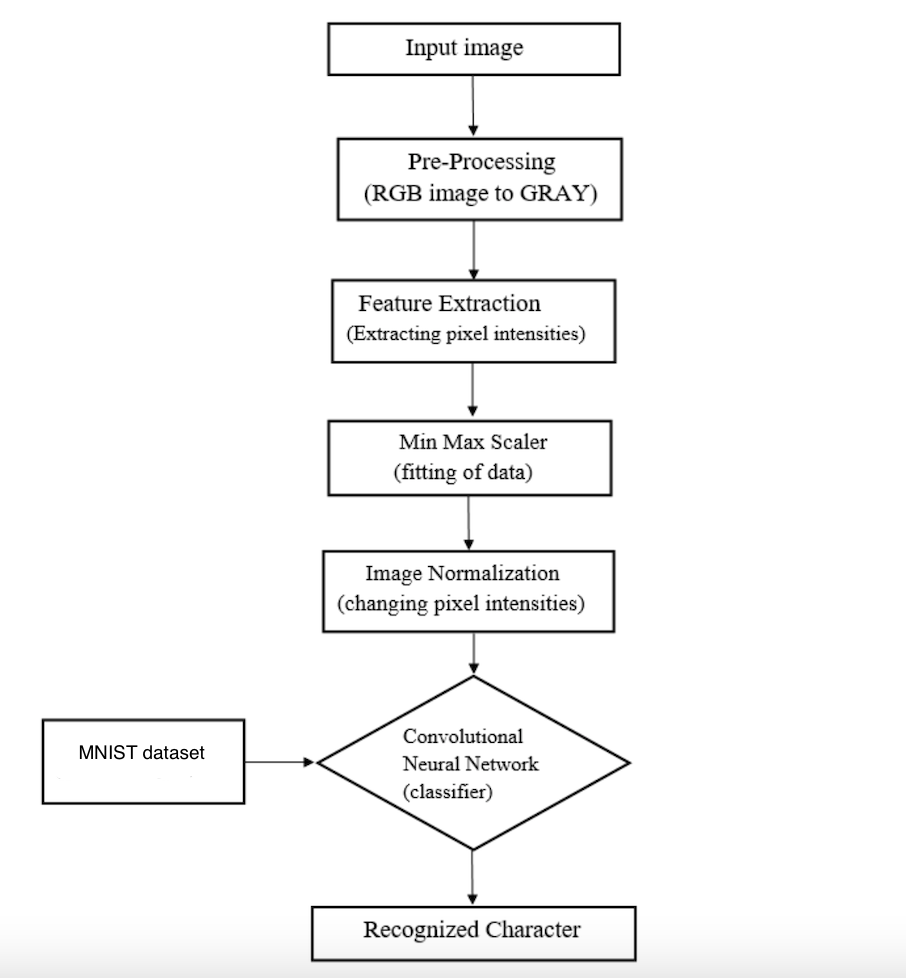 Input image
Pre-Processing
(RGB image to GRAY)
Feature Extraction
(Extracting pixel intensities)
Min Max Scaler
(fitting of data)
Image Normalization
(changing pixel intensities)
Convolutional
Neural Network
(classifier)
MNIST dataset
Recognized Character